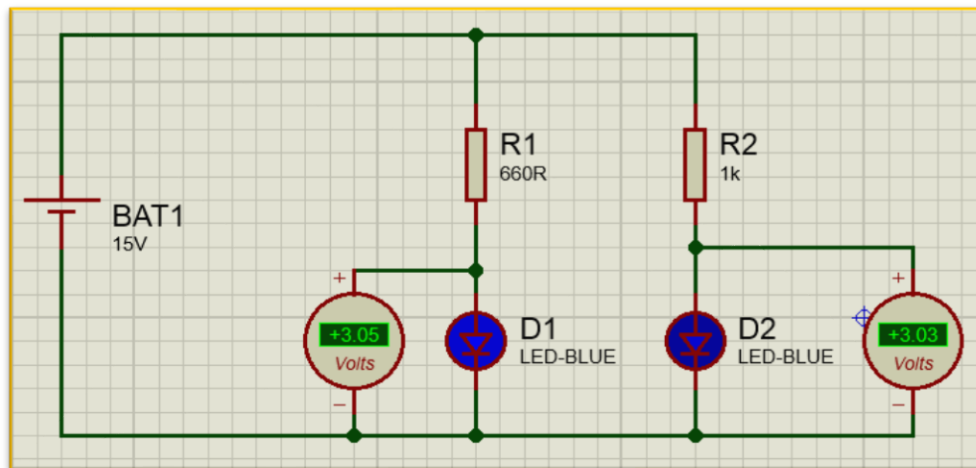 R1
660R
R2
1k
BAT1
15V
+
+3.05
Volts
−
D1
LED-BLUE
D2
LED-BLUE
+
+3.03
Volts
−